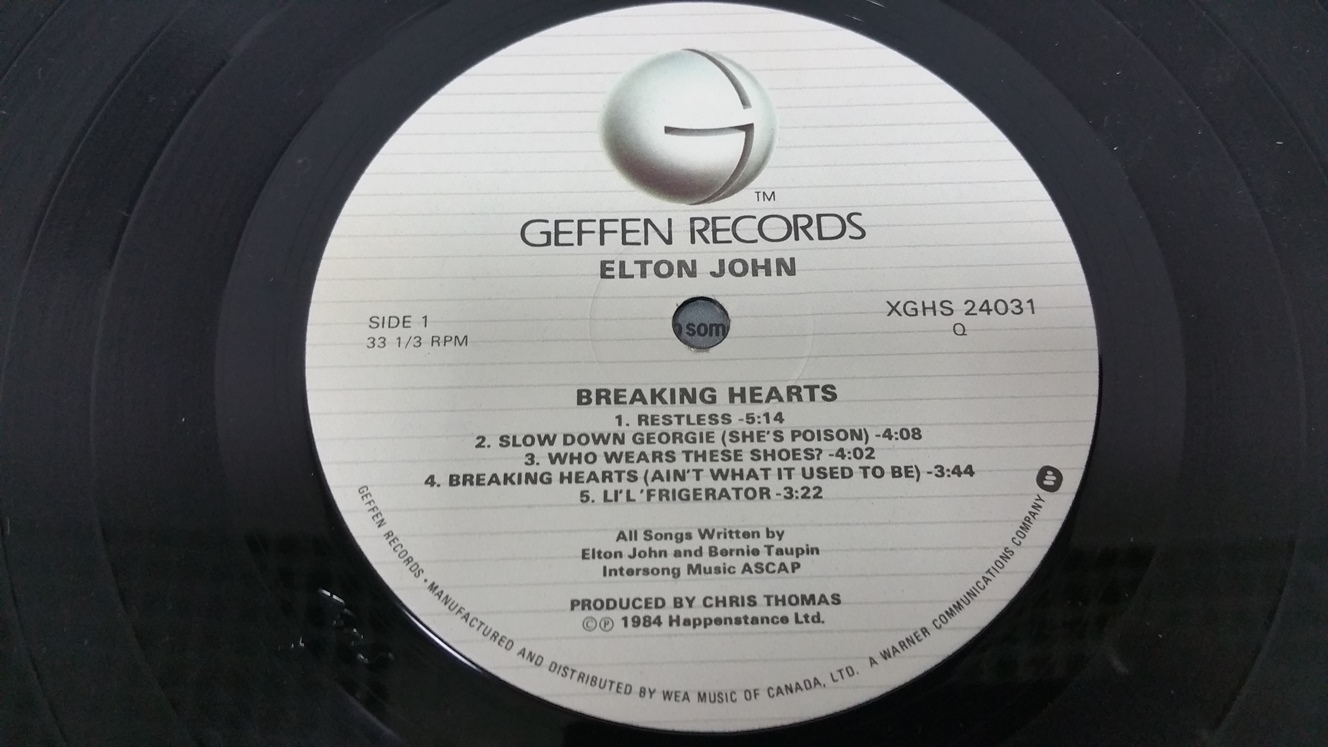 TM
GEFFEN RECORDS
ELTON JOHN
SIDE 1
33 1/3 RPM
som
XGHS 24031
Q
BREAKING HEARTS
1. RESTLESS -5:14
2. SLOW DOWN GEORGIE (SHE'S POISON) -4:08
3. WHO WEARS THESE SHOES? -4:02
4. BREAKING HEARTS (AIN'T WHAT IT USED TO BE) -3:44
5. LI'L 'FRIGERATOR -3:22
All Songs Written by
Elton John and Bernie Taupin
Intersong Music ASCAP
PRODUCED BY CHRIS THOMAS
©℗ 1984 Happenstance Ltd.
GEFFEN RECORDS • MANUFACTURED AND DISTRIBUTED BY WEA MUSIC OF CANADA, LTD. A WARNER COMMUNICATIONS COMPANY